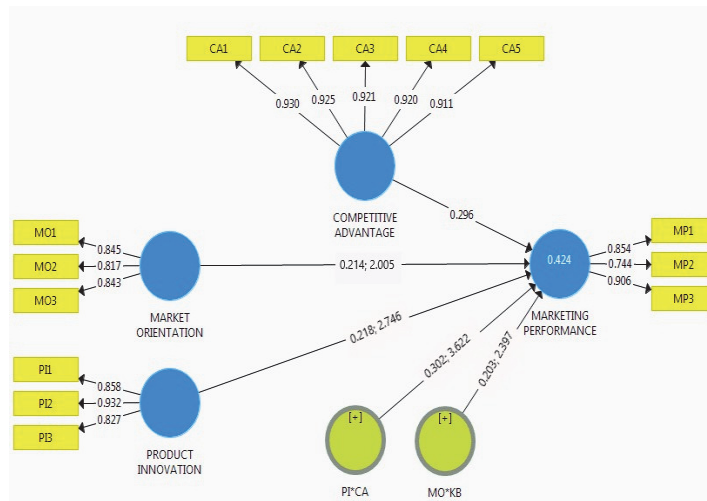 CA1
CA2
CA3
CA4
CA5
0.930
0.925
0.921
0.920
0.911
COMPETITIVE
ADVANTAGE
0.296
MO1
MO2
MO3
0.845
0.817
0.843
MARKET
ORIENTATION
0.214; 2.005
0.424
MARKETING
PERFORMANCE
0.854
0.744
0.906
MP1
MP2
MP3
0.218; 2.746
PI1
PI2
PI3
0.858
0.932
0.827
PRODUCT
INNOVATION
0.302; 3.622
0.203; 2.397
[+]
[+]
PI*CA
MO*KB